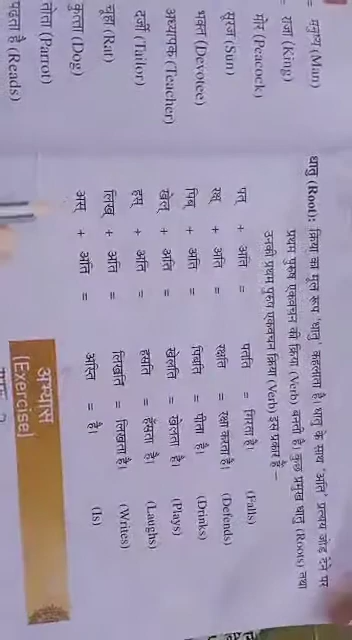 = मनुष्य (Man)
= राजा (King)
मोर (Peacock)
सूरज (Sun)
भक्त (Devotee)
अध्यापक (Teacher)
दर्जी (Tailor)
चूहा (Rat)
कुत्ता (Dog)
तोता (Parrot)
पढ़ता है (Reads)
धातु (Root): क्रिया का मूल रूप 'धातु' कहलाता है। धातु के साथ 'अति' प्रत्यय जोड़ देने पर
प्रथम पुरुष एकवचन की क्रिया (Verb) बनती है। कुछ प्रमुख धातु (Roots) तथा
उनकी प्रथम पुरुष एकवचन क्रिया (Verb) इस प्रकार है–
पत् + अति = पतति = गिरता है। (Falls)
रक्ष् + अति = रक्षति = रक्षा करता है। (Defends)
पिब् + अति = पिबति = पीता है। (Drinks)
खेल् + अति = खेलति = खेलता है। (Plays)
हस् + अति = हसति = हँसता है। (Laughs)
लिख् + अति = लिखति = लिखता है। (Writes)
अस् + अति = अस्ति = है। (Is)
अभ्यास
(Exercise)